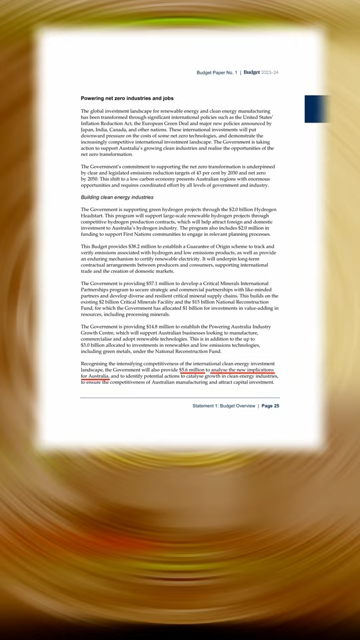 Budget Paper No. 1 | Budget 2023–24
Powering net zero industries and jobs
The global investment landscape for renewable energy and clean energy manufacturing
has been transformed through significant international policies such as the United States'
Inflation Reduction Act, the European Green Deal and major new policies announced by
Japan, India, Canada, and other nations. These international investments will put
downward pressure on the costs of some net zero technologies, and demonstrate the
increasingly competitive international investment landscape. The Government is taking
action to support Australia's growing clean industries and realise the opportunities of the
net zero transformation.
The Government's commitment to supporting the net zero transformation is underpinned
by clear and legislated emissions reduction targets of 43 per cent by 2030 and net zero
by 2050. This shift to a low carbon economy presents Australian regions with enormous
opportunities and requires coordinated effort by all levels of government and industry.
Building clean energy industries
The Government is supporting green hydrogen projects through the $2.0 billion Hydrogen
Headstart. This program will support large-scale renewable hydrogen projects through
competitive hydrogen production contracts, which will help attract foreign and domestic
investment to Australia's hydrogen industry. The program also includes $2.0 million in
funding to support First Nations communities to engage in relevant planning processes.
This Budget provides $38.2 million to establish a Guarantee of Origin scheme to track and
verify emissions associated with hydrogen and low emissions products, as well as provide
an enduring mechanism to certify renewable electricity. It will underpin long-term
contractual arrangements between producers and consumers, supporting international
trade and the creation of domestic markets.
The Government is providing $57.1 million to develop a Critical Minerals International
Partnerships program to secure strategic and commercial partnerships with like-minded
partners and develop diverse and resilient critical mineral supply chains. This builds on the
existing $2 billion Critical Minerals Facility and the $15 billion National Reconstruction
Fund, for which the Government has allocated $1 billion for investments in value-adding in
resources, including processing minerals.
The Government is providing $14.8 million to establish the Powering Australia Industry
Growth Centre, which will support Australian businesses looking to manufacture,
commercialise and adopt renewable technologies. This is in addition to the up to
$3.0 billion allocated to investments in renewables and low emissions technologies,
including green metals, under the National Reconstruction Fund.
Recognising the intensifying competitiveness of the international clean energy investment
landscape, the Government will also provide $5.6 million to analyse the new implications
for Australia, and to identify potential actions to catalyse growth in clean energy industries,
to ensure the competitiveness of Australian manufacturing and attract capital investment.
Statement 1: Budget Overview | Page 25